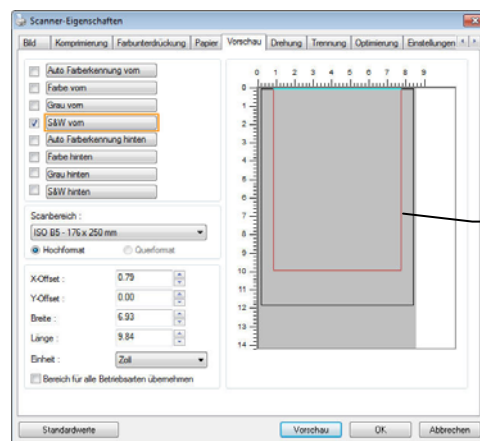 Scanner-Eigenschaften
Bild Komprimierung Farbunterdrückung Papier Vorschau Drehung Trennung Optimierung Einstellungen
Auto Farberkennung vorn
Farbe vorn
Grau vorn
S&W vorn
Auto Farberkennung hinten
Farbe hinten
Grau hinten
S&W hinten
Scanbereich :
ISO B5 - 176 x 250 mm
Hochformat Querformat
X-Offset : 0.79
Y-Offset : 0.00
Breite : 6.93
Länge : 9.84
Einheit : Zoll
Bereich für alle Betriebsarten übernehmen
0 1 2 3 4 5 6 7 8 9
0
1
2
3
4
5
6
7
8
9
10
11
12
13
14
Standardwerte Vorschau OK Abbrechen